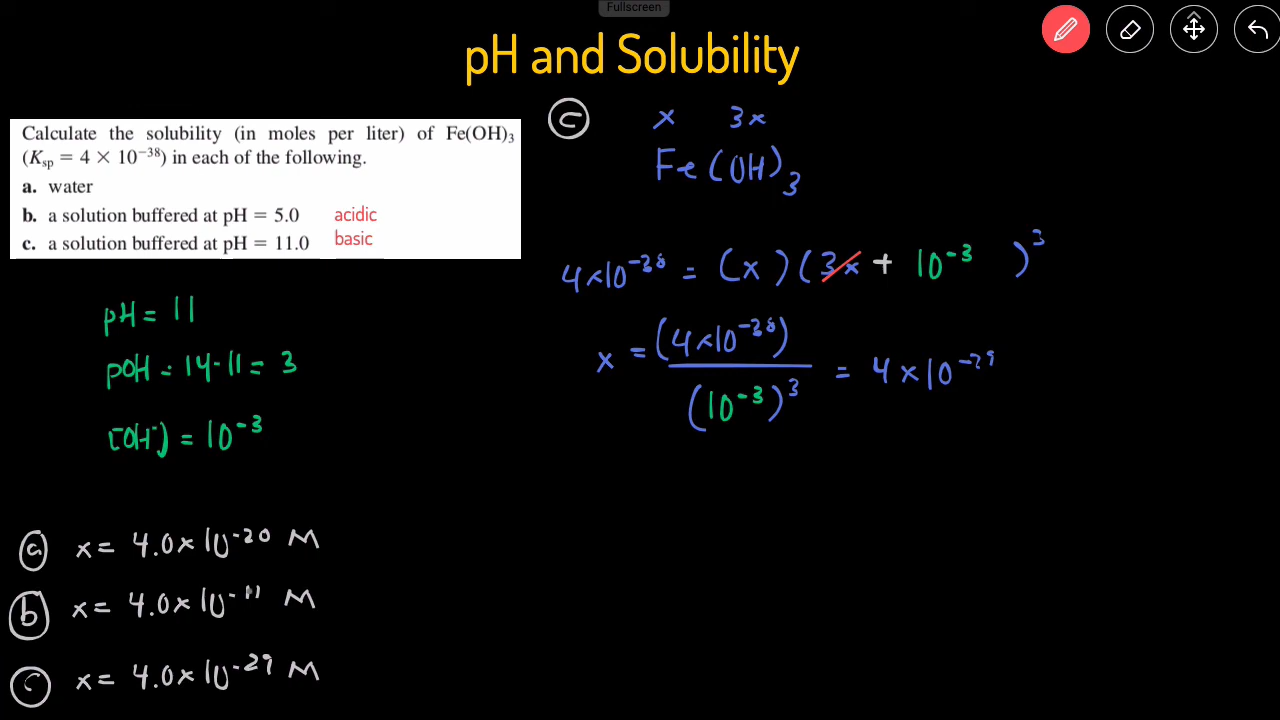 Fullscreen
pH and Solubility
Calculate the solubility (in moles per liter) of Fe(OH)₃
(Kₛₚ = 4 × 10⁻³⁸) in each of the following.
a. water
b. a solution buffered at pH = 5.0 acidic
c. a solution buffered at pH = 11.0 basic
pH = 11
pOH = 14 - 11 = 3
[OH⁻] = 10⁻³
c
x 3x
Fe(OH)₃
4×10⁻³⁸ = (x)(3x + 10⁻³)³
x = (4×10⁻³⁸) / (10⁻³)³ = 4 × 10⁻²⁹
a x = 4.0×10⁻²⁰ M
b x = 4.0×10⁻¹¹ M
c x = 4.0×10⁻²⁹ M